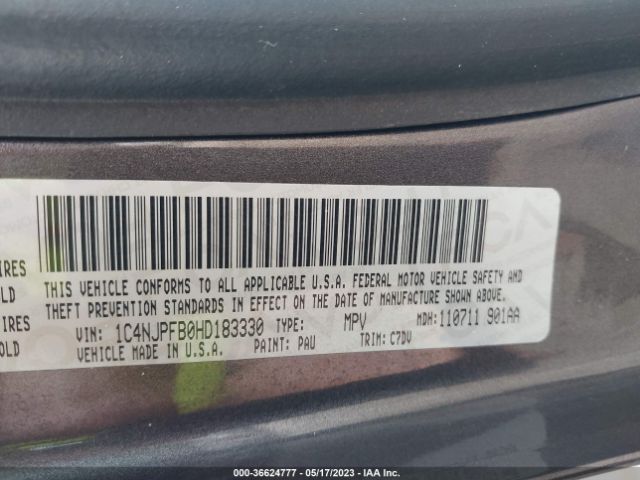 IRES
OLD
IRES
OLD
THIS VEHICLE CONFORMS TO ALL APPLICABLE U.S.A. FEDERAL MOTOR VEHICLE SAFETY AND
THEFT PREVENTION STANDARDS IN EFFECT ON THE DATE OF MANUFACTURE SHOWN ABOVE.
VIN: 1C4NJPFB0HD183330 TYPE: MPV MDH: 110711 901AA
VEHICLE MADE IN U.S.A. PAINT: PAU TRIM: C7DV
000-36624777 - 05/17/2023 - IAA Inc.